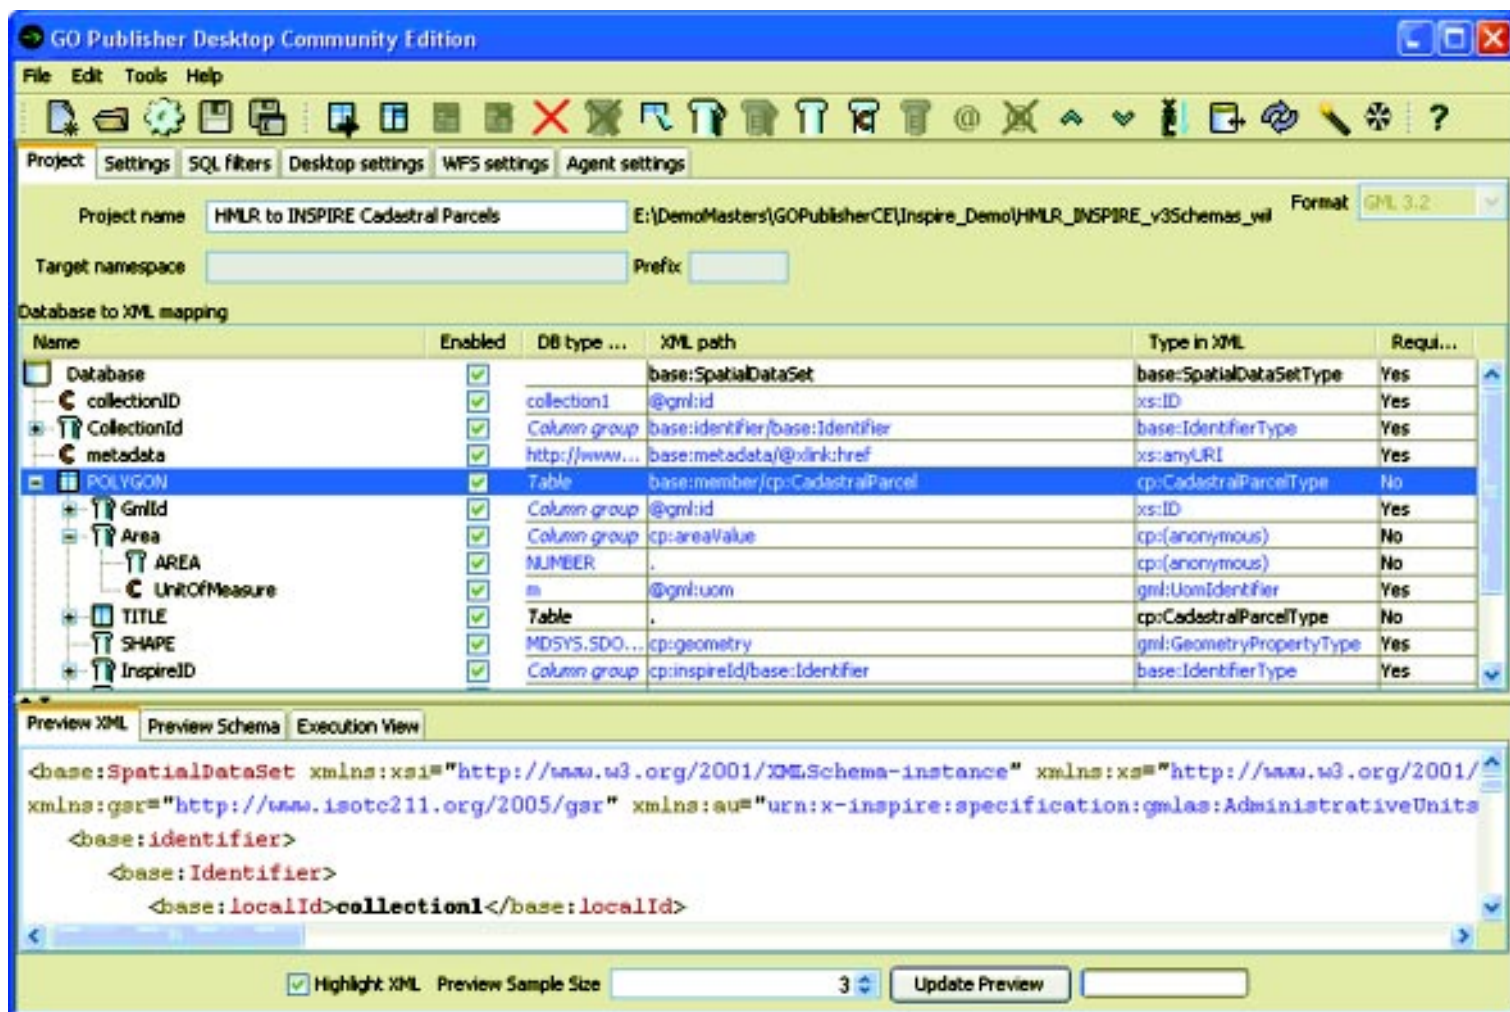 GO Publisher Desktop Community Edition
File Edit Tools Help
Project Settings SQL filters Desktop settings WFS settings Agent settings
Project name HMLR to INSPIRE Cadastral Parcels E:\DemoMasters\GOPublisherCE\Inspire_Demo\HMLR_INSPIRE_v3Schemas_wil Format GML 3.2
Target namespace Prefix
Database to XML mapping
Name Enabled DB type ... XML path Type in XML Requi...
Database base:SpatialDataSet base:SpatialDataSetType Yes
collectionID collection1 @gml:id xs:ID Yes
CollectionId Column group base:identifier/base:Identifier base:IdentifierType Yes
metadata http://www... base:metadata/@xlink:href xs:anyURI Yes
POLYGON Table base:member/cp:CadastralParcel cp:CadastralParcelType No
GmlId Column group @gml:id xs:ID Yes
Area Column group cp:areaValue cp:(anonymous) No
AREA NUMBER . cp:(anonymous) No
UnitOfMeasure m @gml:uom gml:UomIdentifier Yes
TITLE Table . cp:CadastralParcelType No
SHAPE MDSYS.SDO... cp:geometry gml:GeometryPropertyType Yes
InspireID Column group cp:inspireId/base:Identifier base:IdentifierType Yes
Preview XML Preview Schema Execution View
<base:SpatialDataSet xmlns:xsi="http://www.w3.org/2001/XMLSchema-instance" xmlns:xs="http://www.w3.org/2001/
xmlns:gsr="http://www.isotc211.org/2005/gsr" xmlns:au="urn:x-inspire:specification:gmlas:AdministrativeUnits
<base:identifier>
<base:Identifier>
<base:localId>collection1</base:localId>
Highlight XML Preview Sample Size 3 Update Preview